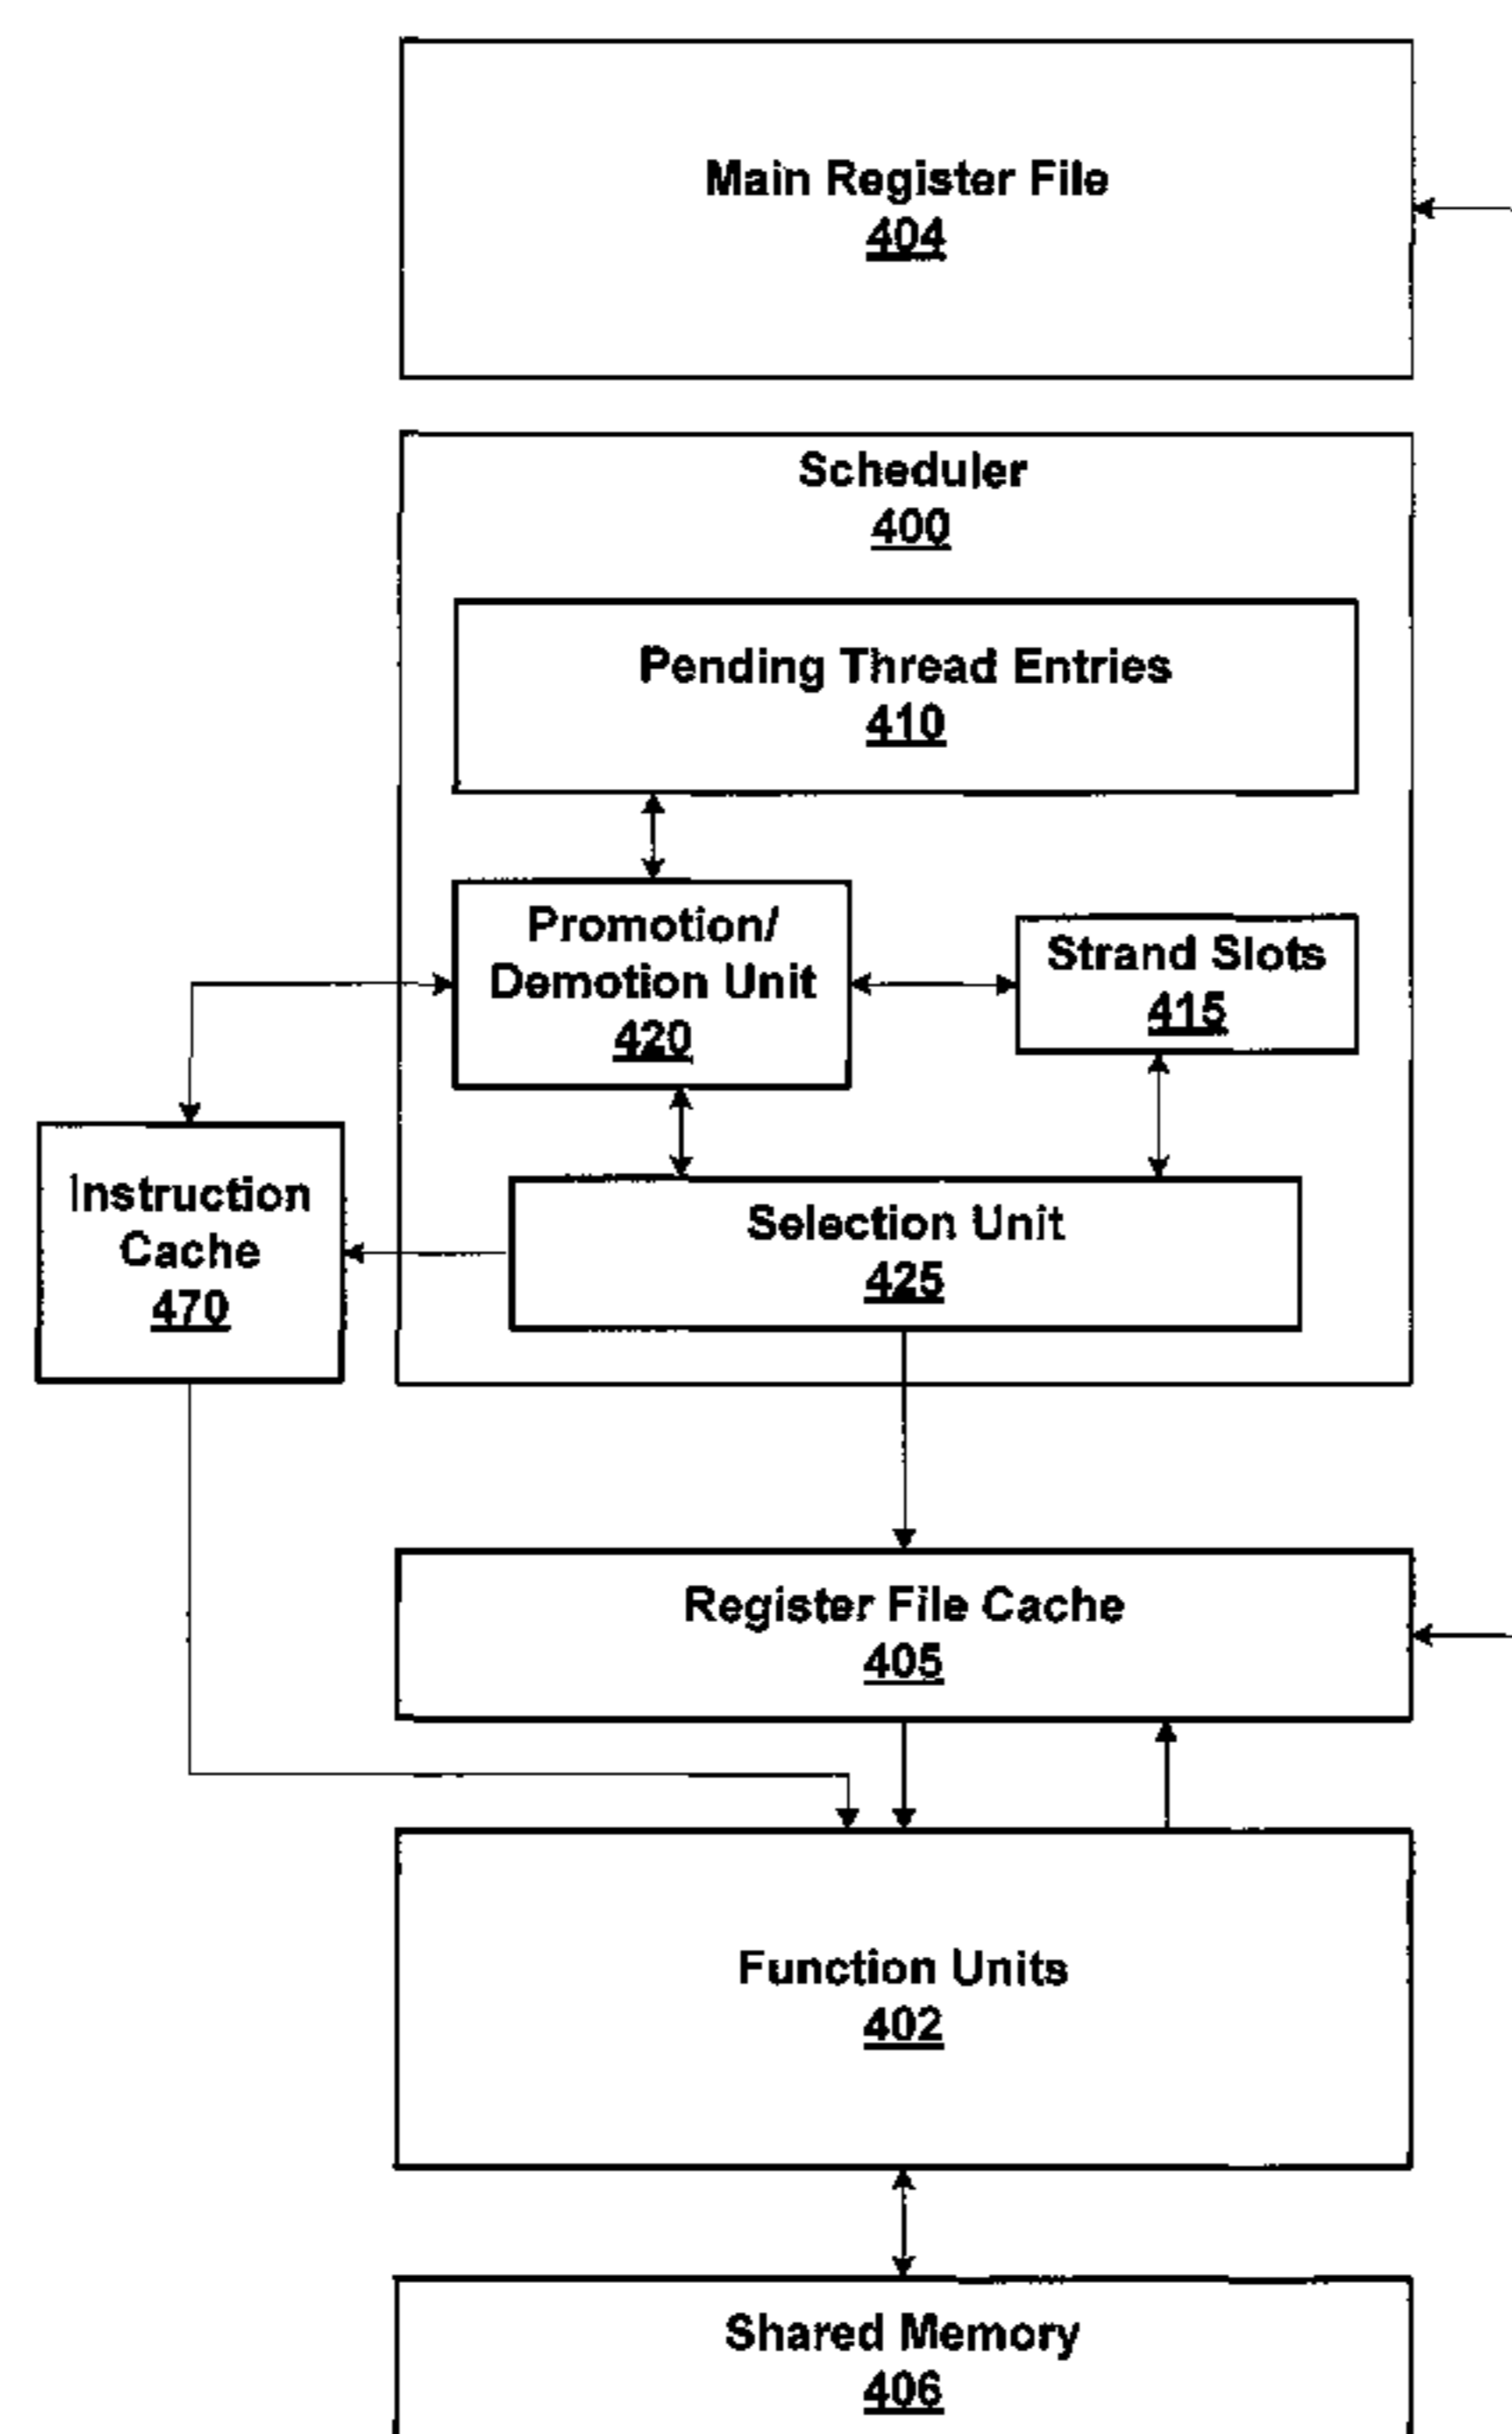 Main Register File
404
Scheduler
400
Pending Thread Entries
410
Promotion/
Demotion Unit
420
Strand Slots
415
Instruction
Cache
470
Selection Unit
425
Register File Cache
405
Function Units
402
Shared Memory
406